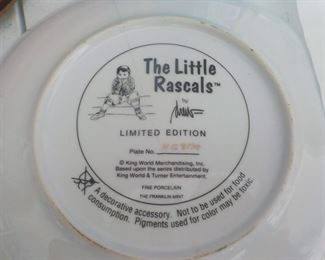 The Little
Rascals™
by
LIMITED EDITION
Plate No.
© King World Merchandising, Inc.
Based upon the series distributed by
King World & Turner Entertainment.
FINE PORCELAIN
THE FRANKLIN MINT
A decorative accessory. Not to be used for food
consumption. Pigments used for color may be toxic.